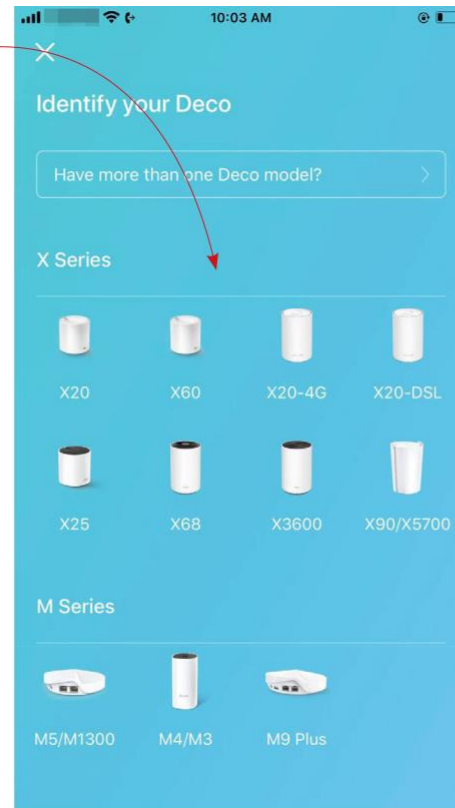 10:03 AM
Identify your Deco
Have more than one Deco model?
X Series
X20 X60 X20-4G X20-DSL
X25 X68 X3600 X90/X5700
M Series
M5/M1300 M4/M3 M9 Plus